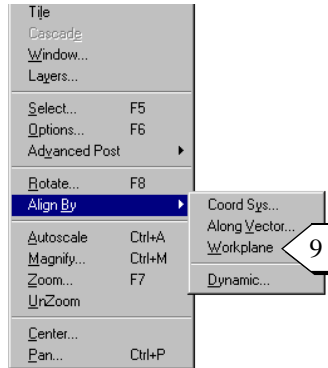 Tile
Cascade
Window...
Layers...
Select... F5
Options... F6
Advanced Post
Rotate... F8
Align By
Autoscale Ctrl+A
Magnify... Ctrl+M
Zoom... F7
UnZoom
Center...
Pan... Ctrl+P
Coord Sys...
Along Vector...
Workplane
Dynamic...
9